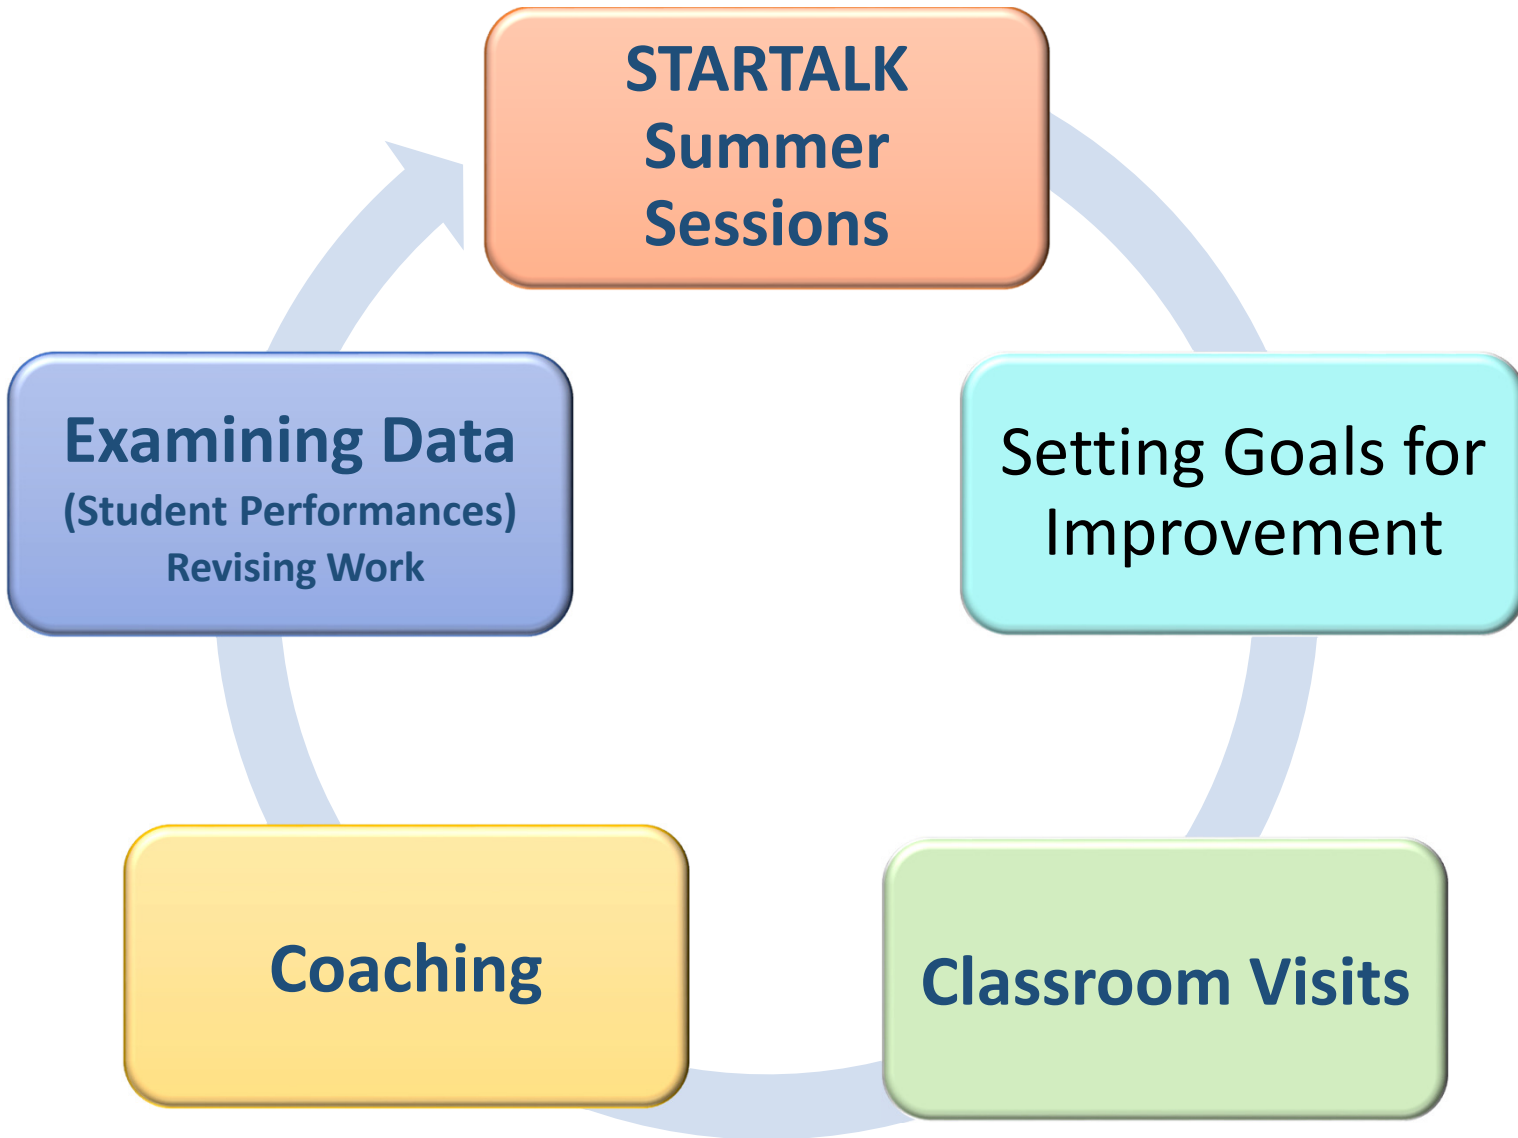 STARTALK
Summer
Sessions
Setting Goals for
Improvement
Classroom Visits
Coaching
Examining Data
(Student Performances)
Revising Work